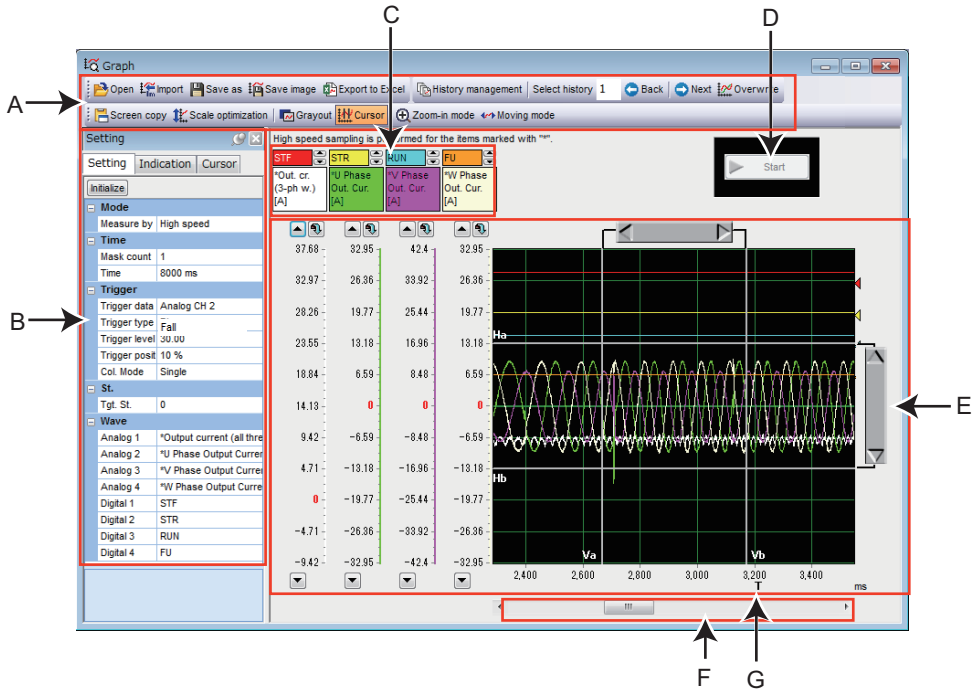 C
D
Graph
A
Open Import Save as Save image Export to Excel History management Select history 1 Back Next Overwrite
Screen copy Scale optimization Grayout Cursor Zoom-in mode Moving mode
Setting
High speed sampling is performed for the items marked with "*".
Setting Indication Cursor
STF STR RUN FU
*Out. cr. (3-ph w.) [A]
*U Phase Out. Cur. [A]
*V Phase Out. Cur. [A]
*W Phase Out. Cur. [A]
Start
Initialize
Mode
Measure by High speed
Time
Mask count 1
Time 8000 ms
Trigger
Trigger data Analog CH 2
B
Trigger type Fall
Trigger level 30.00
Trigger posit 10 %
Col. Mode Single
St.
Tgt. St. 0
Wave
Analog 1 *Output current (all thre
Analog 2 *U Phase Output Curren
Analog 3 *V Phase Output Curren
Analog 4 *W Phase Output Curre
Digital 1 STF
Digital 2 STR
Digital 3 RUN
Digital 4 FU
37.68 32.95 42.4 32.95
32.97 26.36 33.92 26.36
28.26 19.77 25.44 19.77
23.55 13.18 16.96 13.18
18.84 6.59 8.48 6.59
14.13 0 0 0
9.42 -6.59 -8.48 -6.59
4.71 -13.18 -16.96 -13.18
0 -19.77 -25.44 -19.77
-4.71 -26.36 -33.92 -26.36
-9.42 -32.95 -42.4 -32.95
Ha
E
Hb
Va Vb
2,400 2,600 2,800 3,000 3,200 3,400
T
ms
F
G